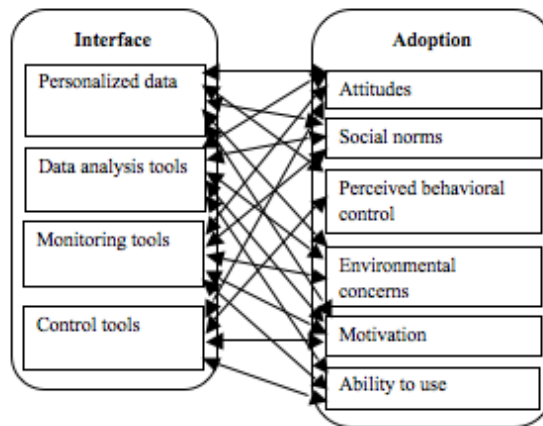 Interface
Personalized data
Data analysis tools
Monitoring tools
Control tools
Adoption
Attitudes
Social norms
Perceived behavioral
control
Environmental
concerns
Motivation
Ability to use